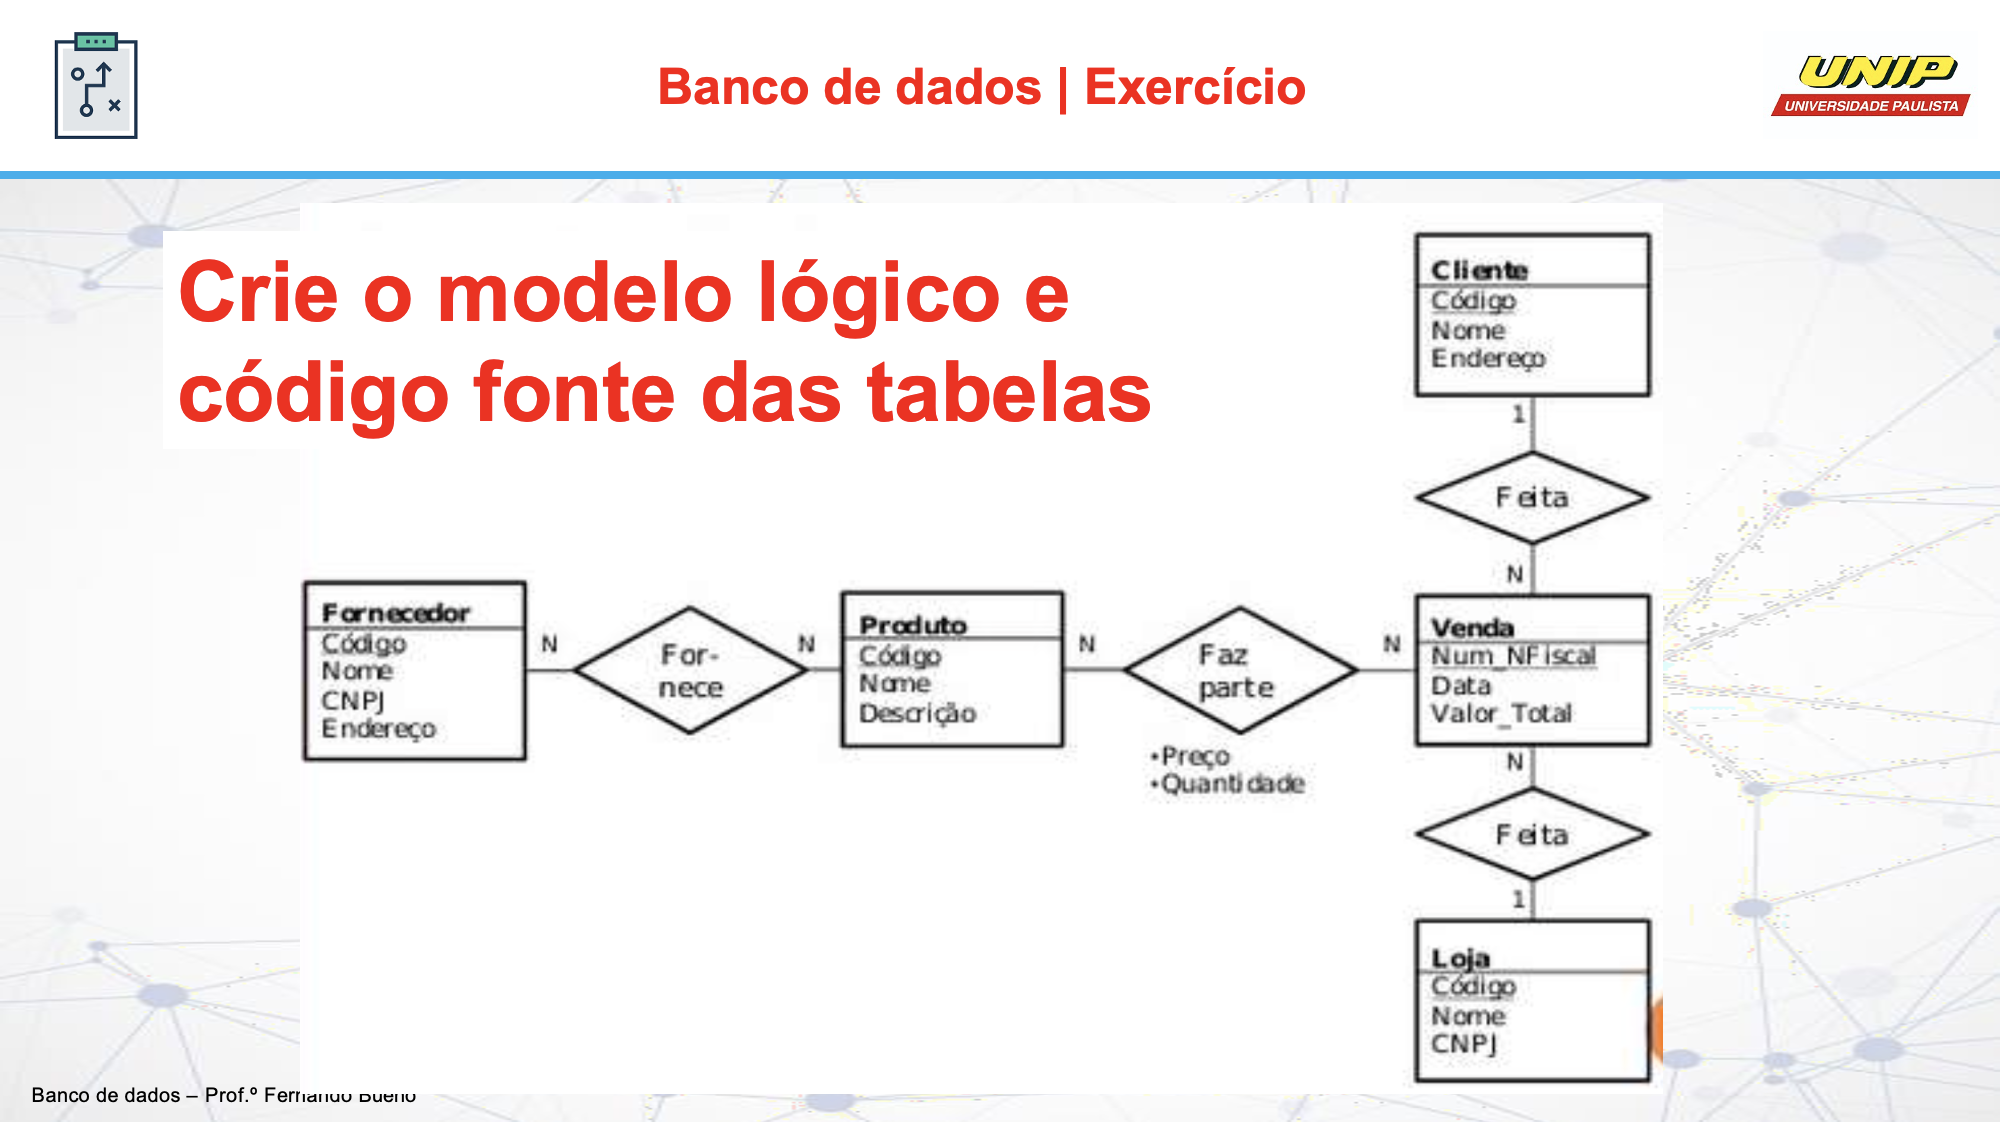 Banco de dados | Exercício
UNIP
UNIVERSIDADE PAULISTA
Crie o modelo lógico e
código fonte das tabelas
Cliente
Código
Nome
Endereço
1
Feita
N
Fornecedor
Código
Nome
CNPJ
Endereço
N
For-
nece
N
Produto
Código
Nome
Descrição
N
Faz
parte
•Preço
•Quantidade
N
Venda
Num_NFiscal
Data
Valor_Total
N
Feita
1
Loja
Código
Nome
CNPJ
Banco de dados – Prof.º Fernando Bueno